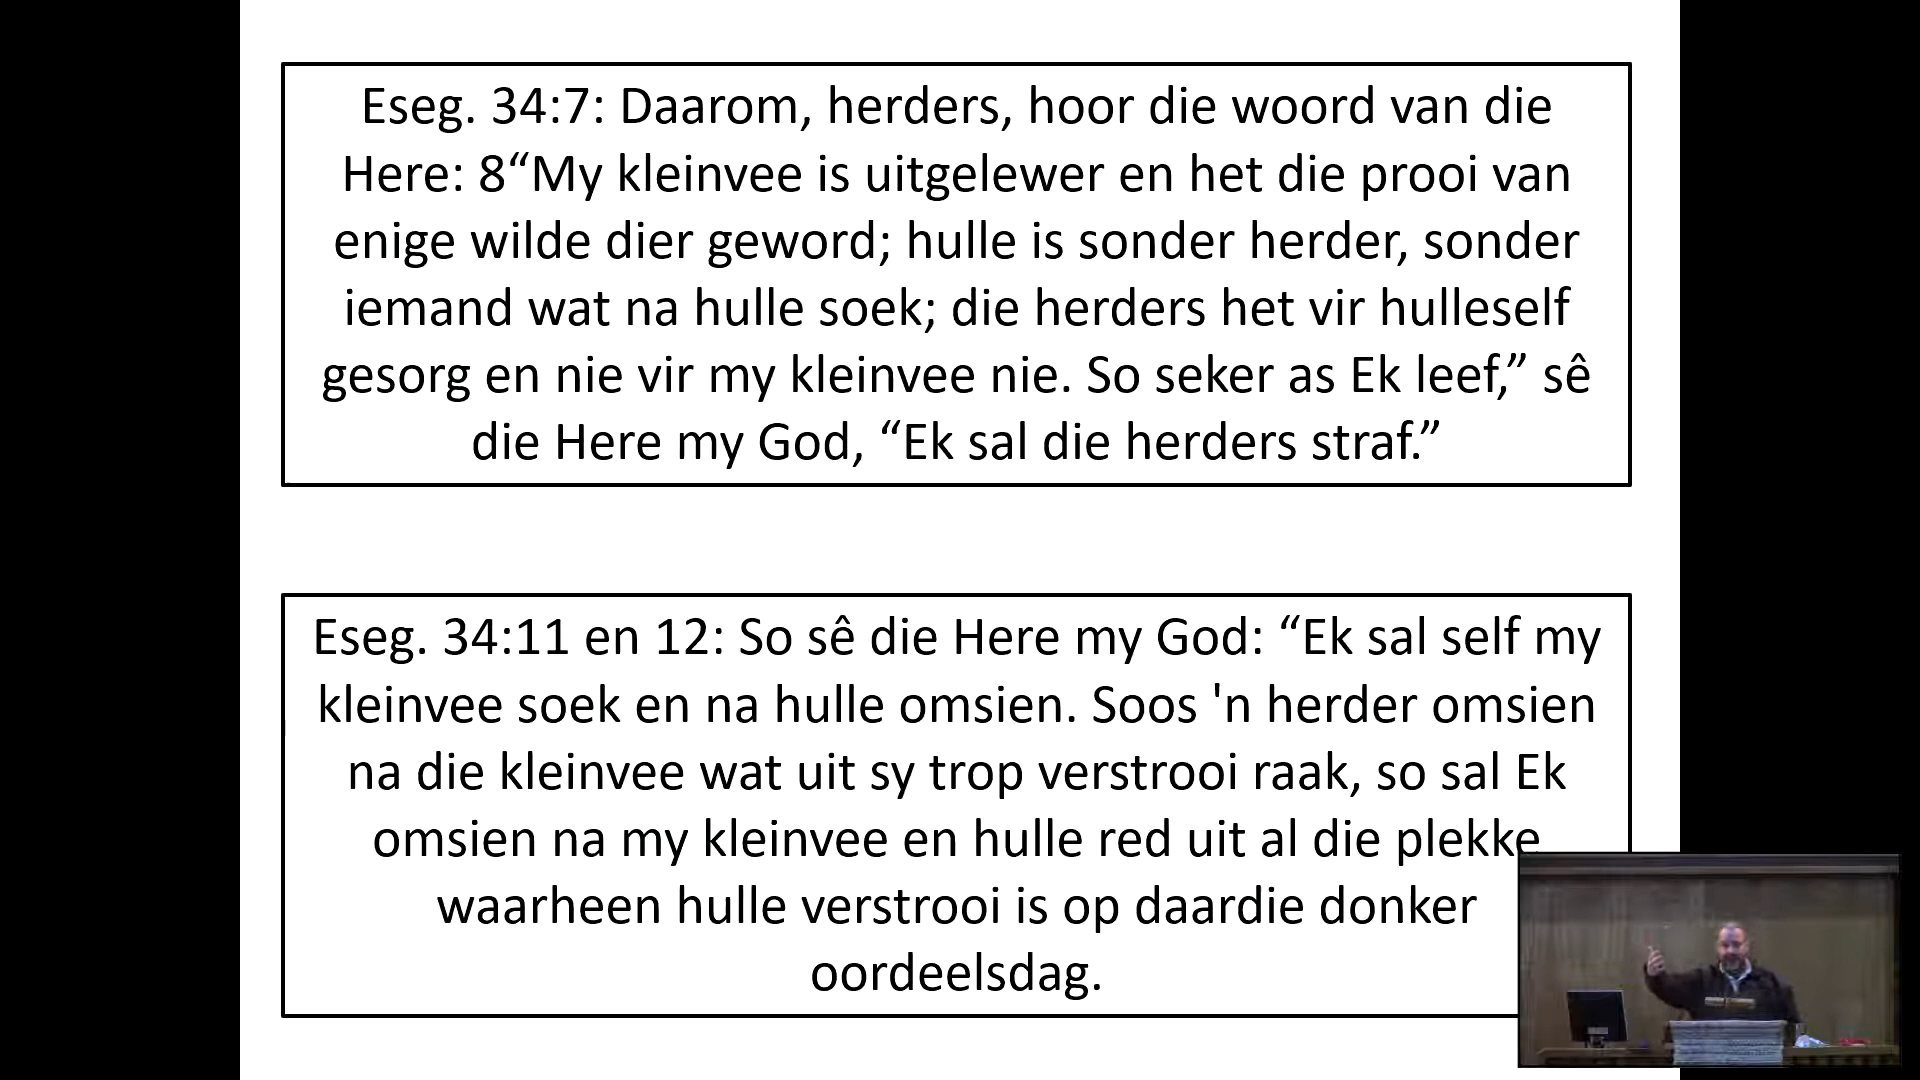 Eseg. 34:7: Daarom, herders, hoor die woord van die
Here: 8“My kleinvee is uitgelewer en het die prooi van
enige wilde dier geword; hulle is sonder herder, sonder
iemand wat na hulle soek; die herders het vir hulleself
gesorg en nie vir my kleinvee nie. So seker as Ek leef,” sê
die Here my God, “Ek sal die herders straf.”
Eseg. 34:11 en 12: So sê die Here my God: “Ek sal self my
kleinvee soek en na hulle omsien. Soos 'n herder omsien
na die kleinvee wat uit sy trop verstrooi raak, so sal Ek
omsien na my kleinvee en hulle red uit al die plekke
waarheen hulle verstrooi is op daardie donker
oordeelsdag.